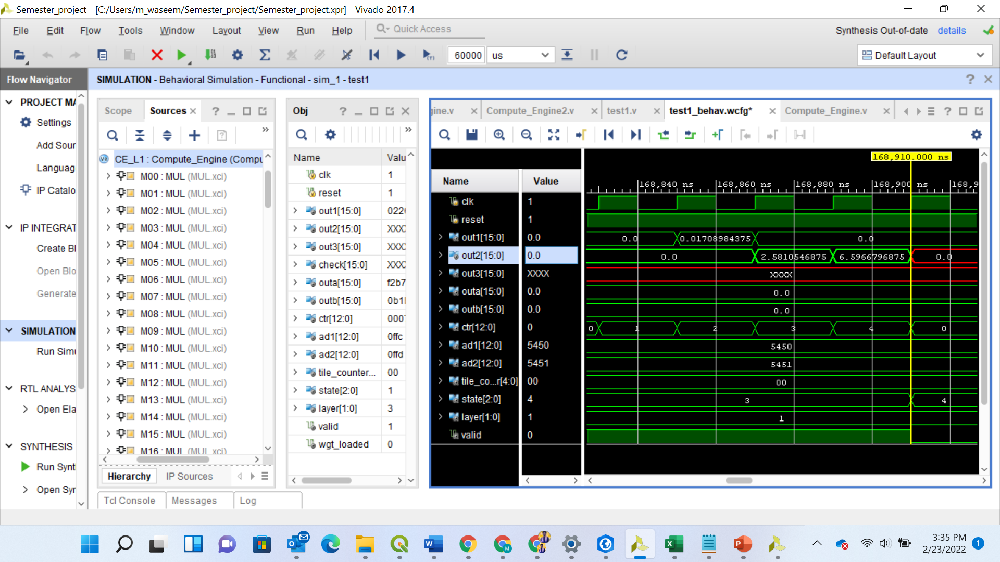 Semester_project - [C:/Users/m_waseem/Semester_project/Semester_project.xpr] - Vivado 2017.4
File Edit Flow Tools Window Layout View Run Help Quick Access
Synthesis Out-of-date details
60000 us
Default Layout
Flow Navigator
SIMULATION - Behavioral Simulation - Functional - sim_1 - test1
PROJECT MA
Settings
Add Sour
Languag
IP Catalo
IP INTEGRAT
Create Bl
Open Blo
Generate
SIMULATION
Run Simu
RTL ANALYS
Open Ela
SYNTHESIS
Run Synt
Open Syr
Scope Sources
CE_L1 : Compute_Engine (Compu
M00 : MUL (MUL.xci)
M01 : MUL (MUL.xci)
M02 : MUL (MUL.xci)
M03 : MUL (MUL.xci)
M04 : MUL (MUL.xci)
M05 : MUL (MUL.xci)
M06 : MUL (MUL.xci)
M07 : MUL (MUL.xci)
M08 : MUL (MUL.xci)
M09 : MUL (MUL.xci)
M10 : MUL (MUL.xci)
M11 : MUL (MUL.xci)
M12 : MUL (MUL.xci)
M13 : MUL (MUL.xci)
M14 : MUL (MUL.xci)
M15 : MUL (MUL.xci)
M16 : MUL (MUL.xci)
Hierarchy IP Sources
Obj
Name Valu
clk 1
reset 1
out1[15:0] 022
out2[15:0] XXX
out3[15:0] XXX
check[15:0] XXX
outa[15:0] f2b7
outb[15:0] 0b1
ctr[12:0] 000
ad1[12:0] 0ffc
ad2[12:0] 0ffd
tile_counter... 00
state[2:0] 1
layer[1:0] 3
valid 1
wgt_loaded 0
Tcl Console Messages Log
gine.v Compute_Engine2.v test1.v test1_behav.wcfg* Compute_Engine.v
168,910.000 ns
Name Value
168,840 ns 168,860 ns 168,880 ns 168,900 ns 168,9
clk 1
reset 1
out1[15:0] 0.0 0.0 0.01708984375 0.0
out2[15:0] 0.0 0.0 2.5810546875 6.5966796875 0.0
out3[15:0] XXXX XXXX
outa[15:0] 0.0 0.0
outb[15:0] 0.0 0.0
ctr[12:0] 0 0 1 2 3 4 0
ad1[12:0] 5450 5450
ad2[12:0] 5451 5451
tile_co...r[4:0] 00 00
state[2:0] 4 3 4
layer[1:0] 1 1
valid 0
3:35 PM
2/23/2022
1